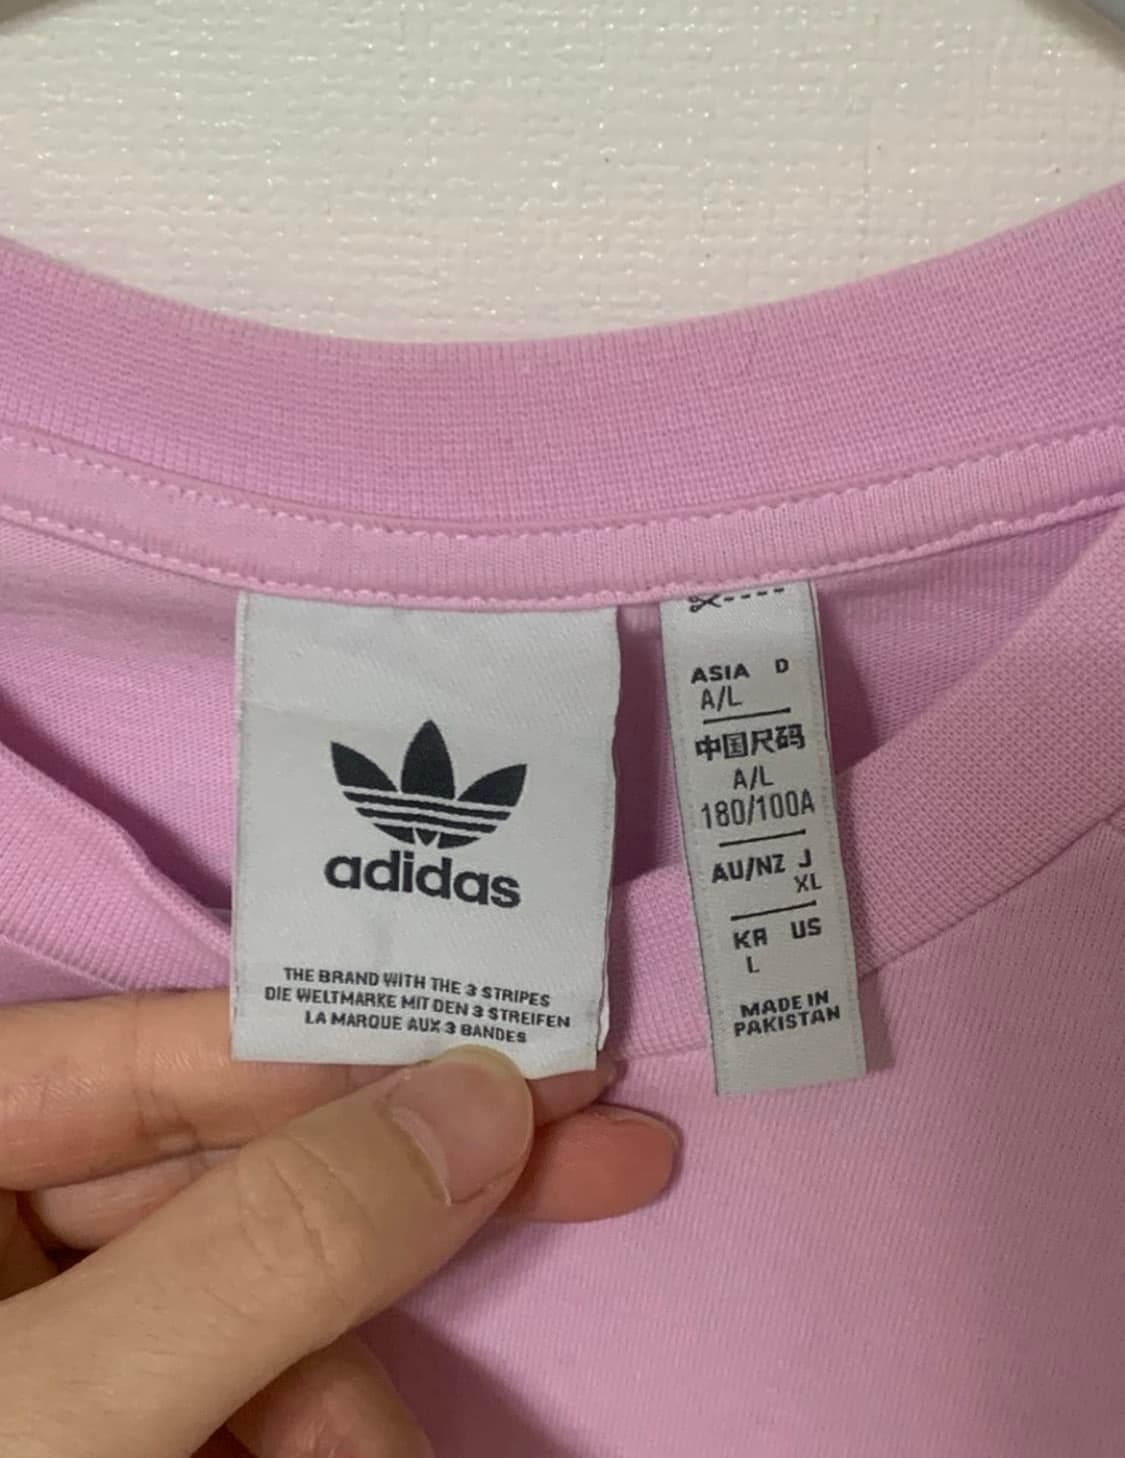 adidas
THE BRAND WITH THE 3 STRIPES
DIE WELTMARKE MIT DEN 3 STREIFEN
LA MARQUE AUX 3 BANDES
ASIA D
A/L
中国尺码
A/L
180/100A
AU/NZ J
XL
KR US
L
MADE IN
PAKISTAN